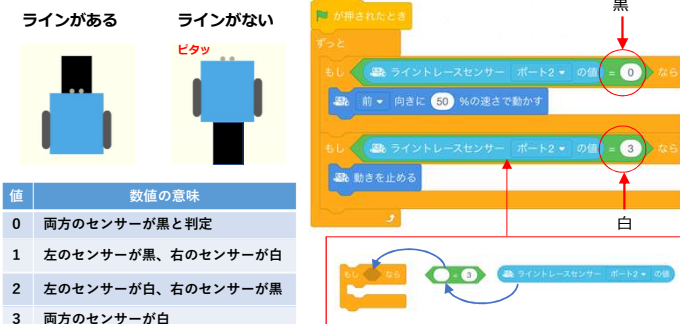 ラインがある
ラインがない
ピタッ
値 数値の意味
0 両方のセンサーが黒と判定
1 左のセンサーが黒、右のセンサーが白
2 左のセンサーが白、右のセンサーが黒
3 両方のセンサーが白
黒
が押されたとき
ずっと
もし ライントレースセンサー ポート2 の値 = 0 なら
前 向きに 50 %の速さで動かす
もし ライントレースセンサー ポート2 の値 = 3 なら
動きを止める
白
もし なら = 3 ライントレースセンサー ポート2 の値